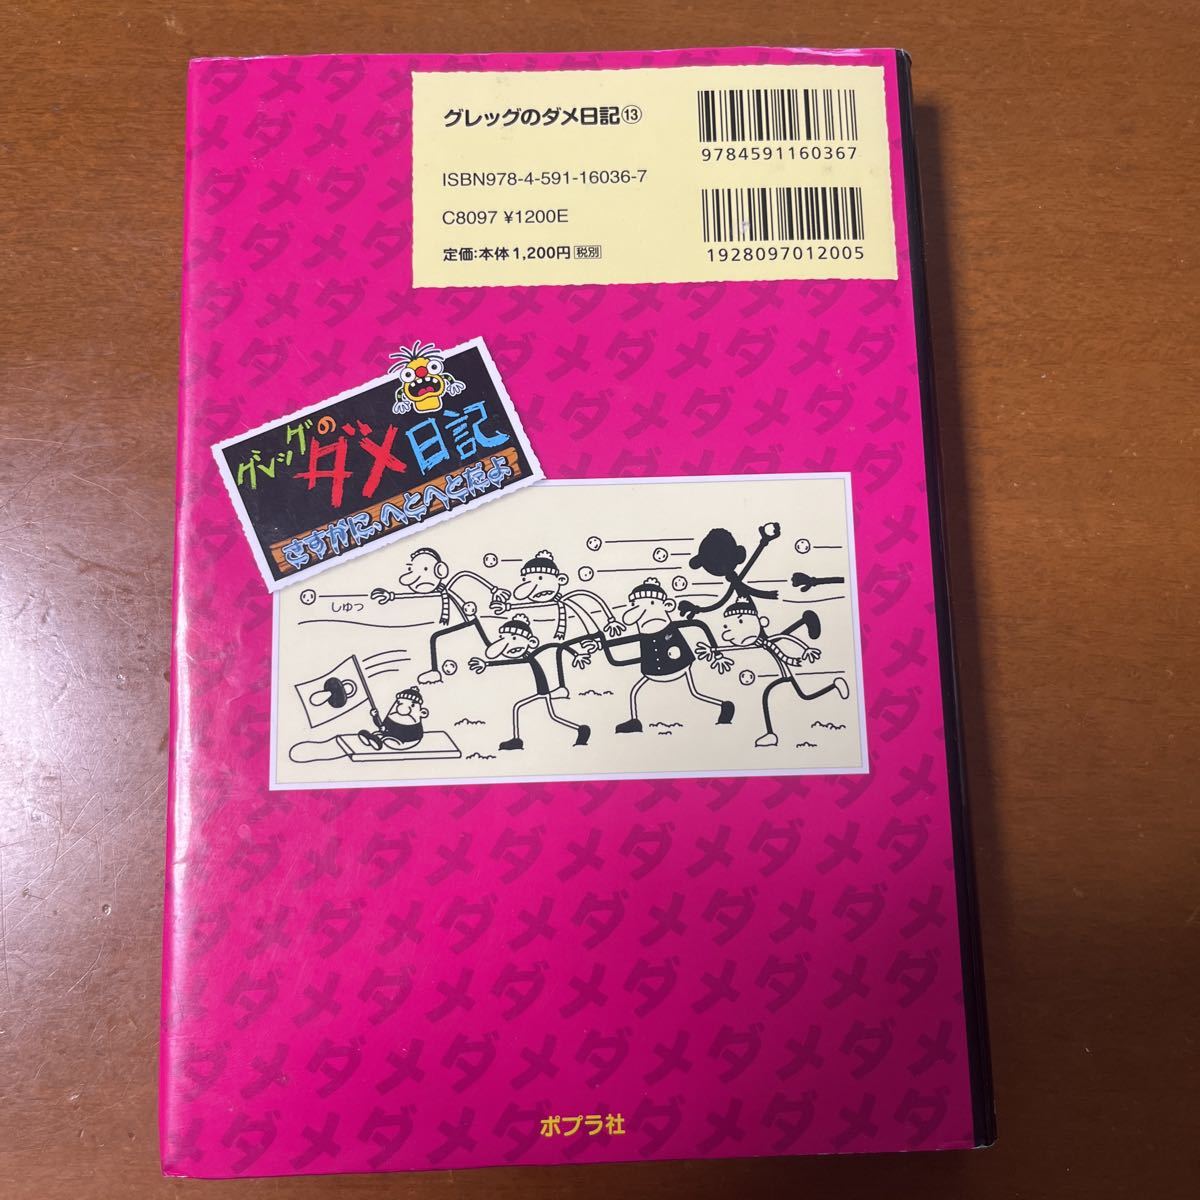 グレッグのダメ日記⑬
ISBN978-4-591-16036-7
C8097 ¥1200E
定価:本体1,200円 税別
9784591160367
1928097012005
グレッグの
ダメ日記
さすがに、へとへとだよ
しゅっ
ポプラ社